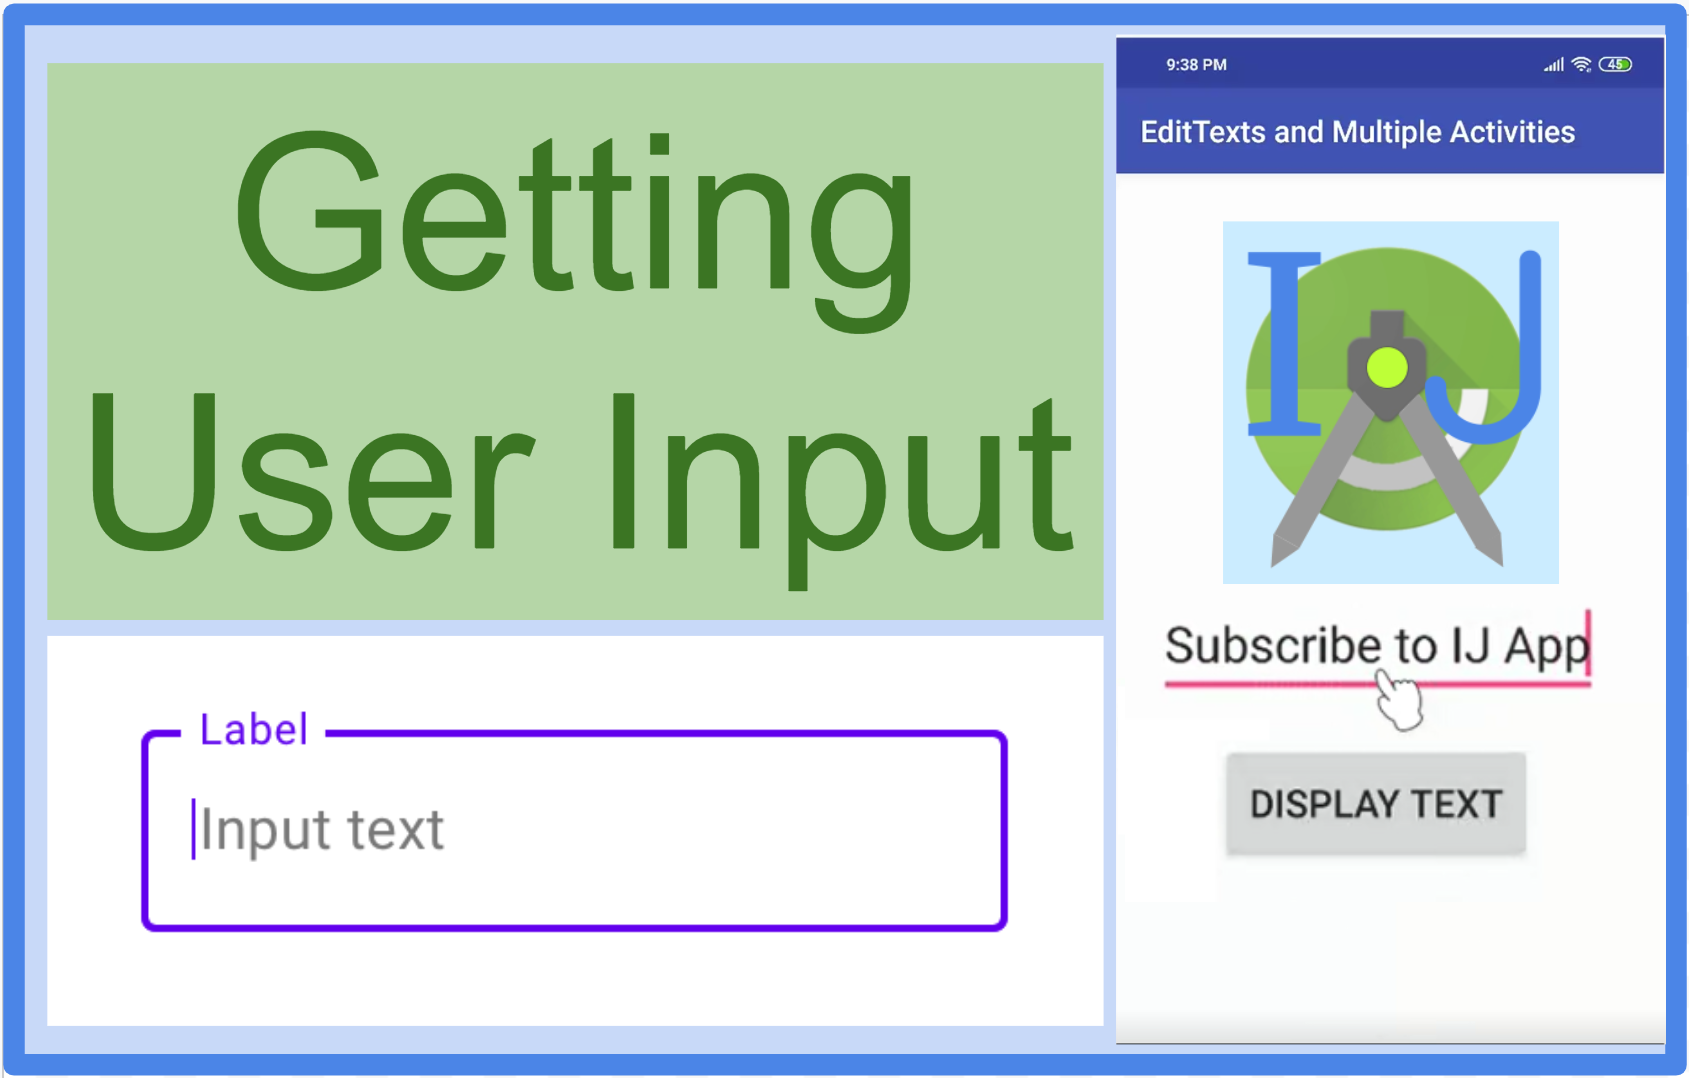 Getting
User Input
Label
Input text
9:38 PM
45
EditTexts and Multiple Activities
IJ
Subscribe to IJ App
DISPLAY TEXT